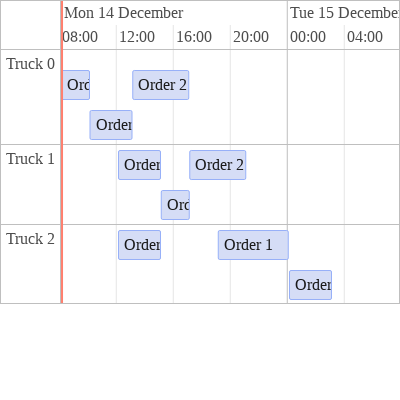 Mon 14 December Tue 15 Decembe
08:00 12:00 16:00 20:00 00:00 04:00
Truck 0
Ord Order 2
Order
Truck 1
Order Order 2
Ord
Truck 2
Order Order 1
Order